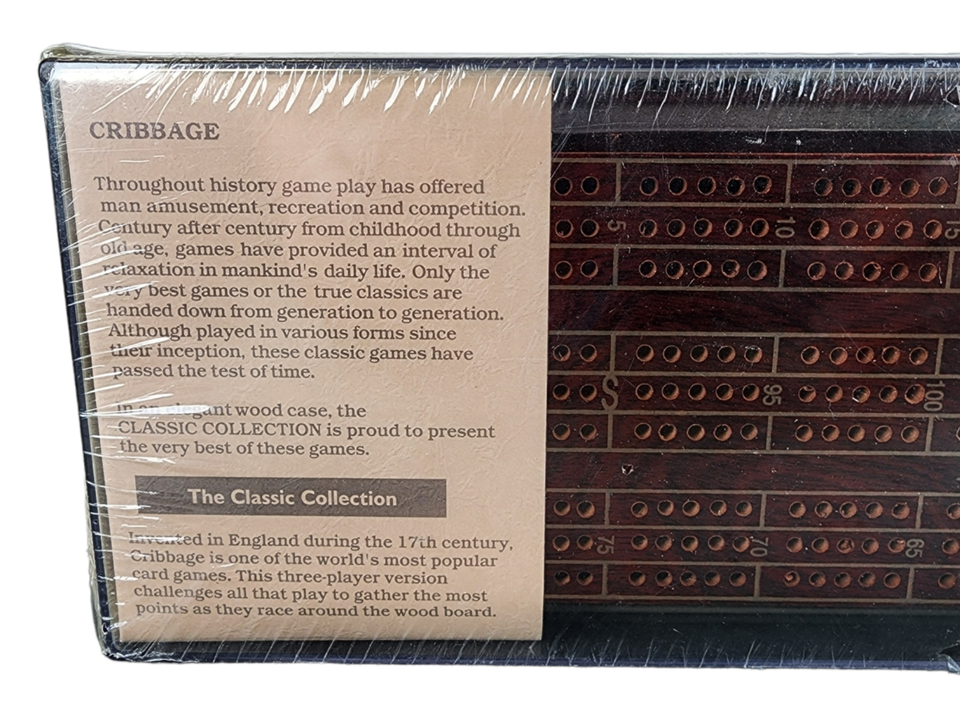 CRIBBAGE
Throughout history game play has offered
man amusement, recreation and competition.
Century after century from childhood through
old age, games have provided an interval of
relaxation in mankind's daily life. Only the
very best games or the true classics are
handed down from generation to generation.
Although played in various forms since
their inception, these classic games have
passed the test of time.
In an elegant wood case, the
CLASSIC COLLECTION is proud to present
the very best of these games.
The Classic Collection
Invented in England during the 17th century,
Cribbage is one of the world's most popular
card games. This three-player version
challenges all that play to gather the most
points as they race around the wood board.
5 10
S 95 100
75 70 65